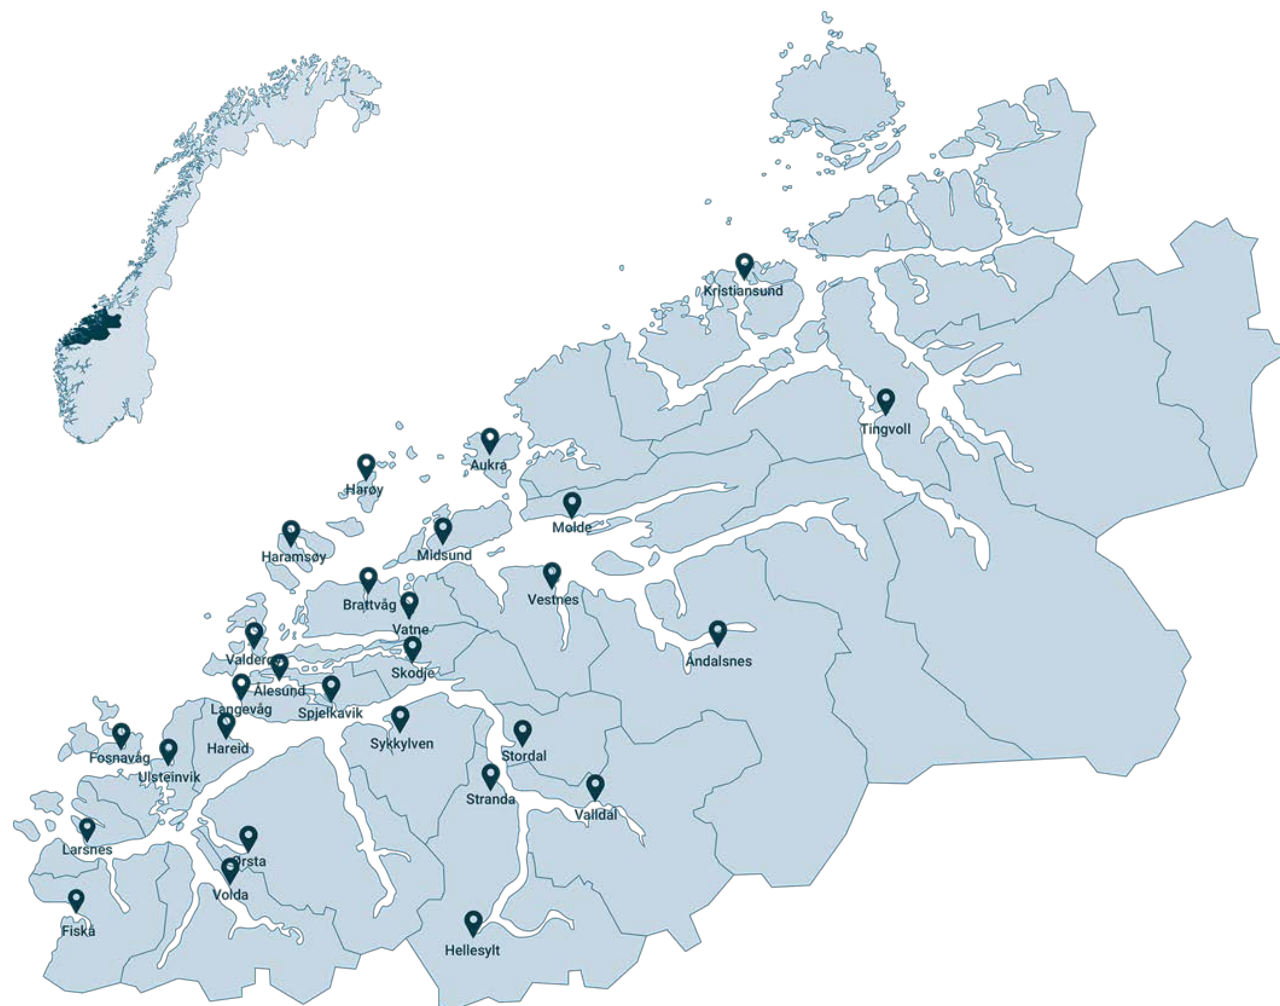 Kristiansund
Tingvoll
Aukra
Harøy
Molde
Haramsøy
Midsund
Vestnes
Brattvåg
Vatne
Valderøy
Åndalsnes
Skodje
Ålesund
Langevåg
Spjelkavik
Hareid
Sykkylven
Stordal
Fosnavåg
Ulsteinvik
Stranda
Valldal
Larsnes
Ørsta
Volda
Fiskå
Hellesylt